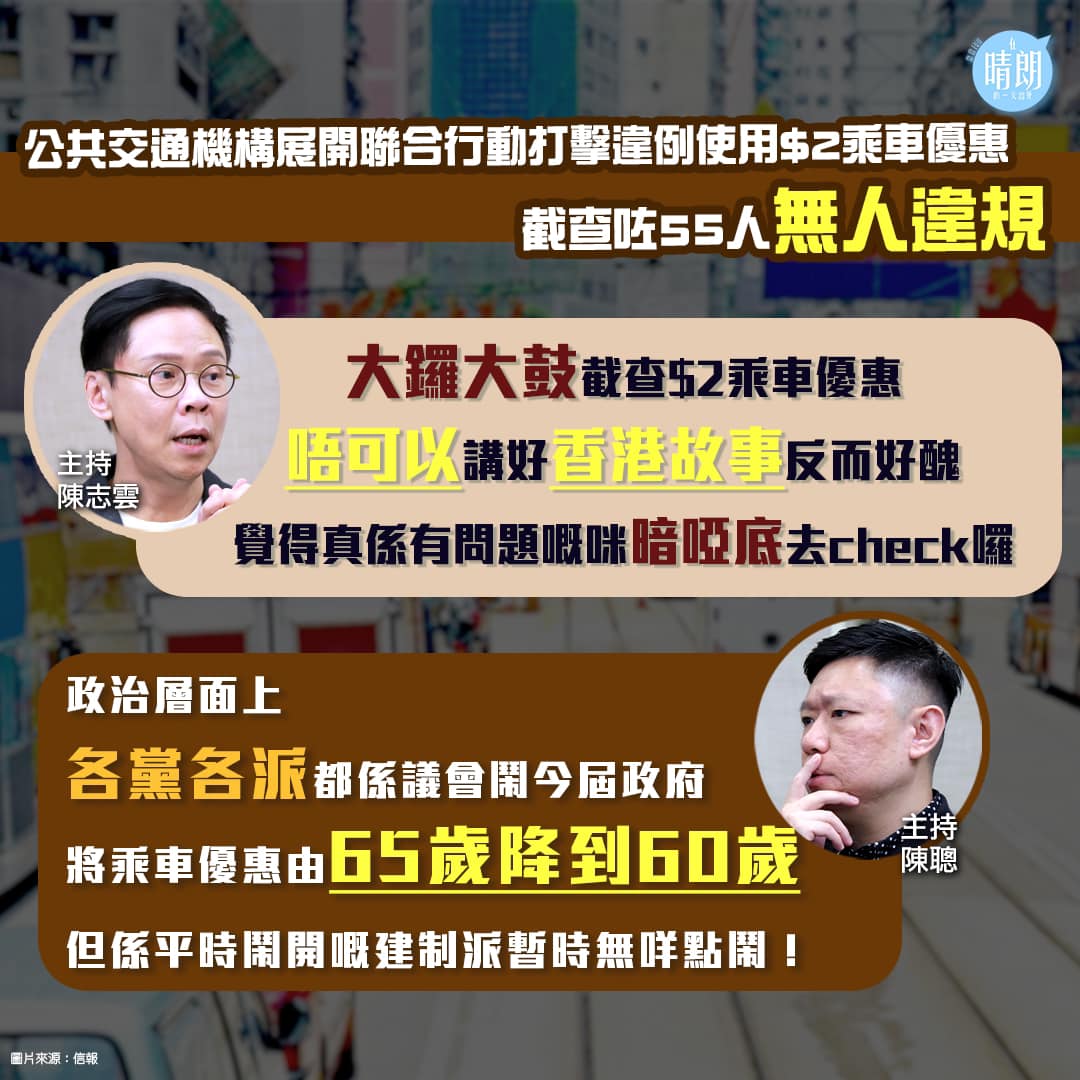 晴朗
公共交通機構展開聯合行動打擊違例使用$2乘車優惠
截查咗55人無人違規
大鑼大鼓截查$2乘車優惠
唔可以講好香港故事反而好醜
覺得真係有問題嘅咪暗啞底去check囉
主持
陳志雲
政治層面上
各黨各派都係議會鬧今屆政府
將乘車優惠由65歲降到60歲
但係平時鬧開嘅建制派暫時無咩點鬧！
主持
陳聰
圖片來源：信報